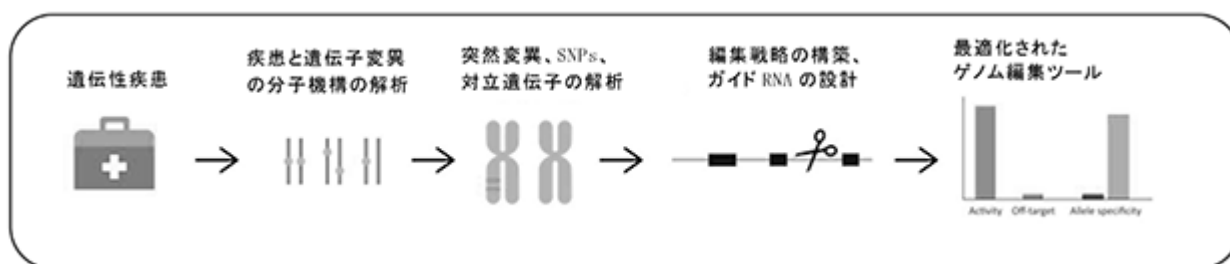 遺伝性疾患
疾患と遺伝子変異
の分子機構の解析
突然変異、SNPs、
対立遺伝子の解析
編集戦略の構築、
ガイド RNA の設計
最適化された
ゲノム編集ツール
Activity Off-target Allele specificity